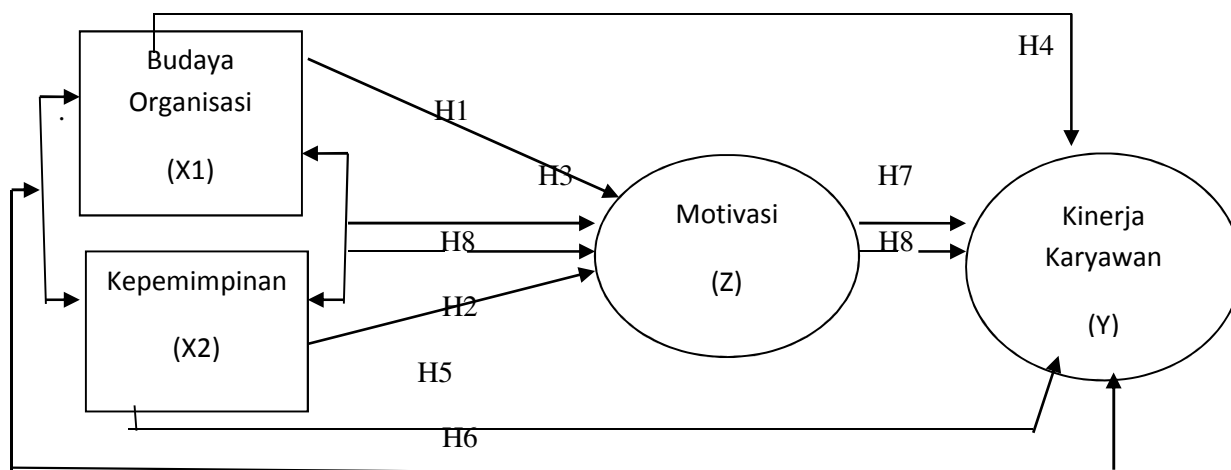 Budaya
Organisasi
(X1)
Kepemimpinan
(X2)
H1
H3
H8
H2
H5
H6
Motivasi
(Z)
H7
H8
H4
Kinerja
Karyawan
(Y)